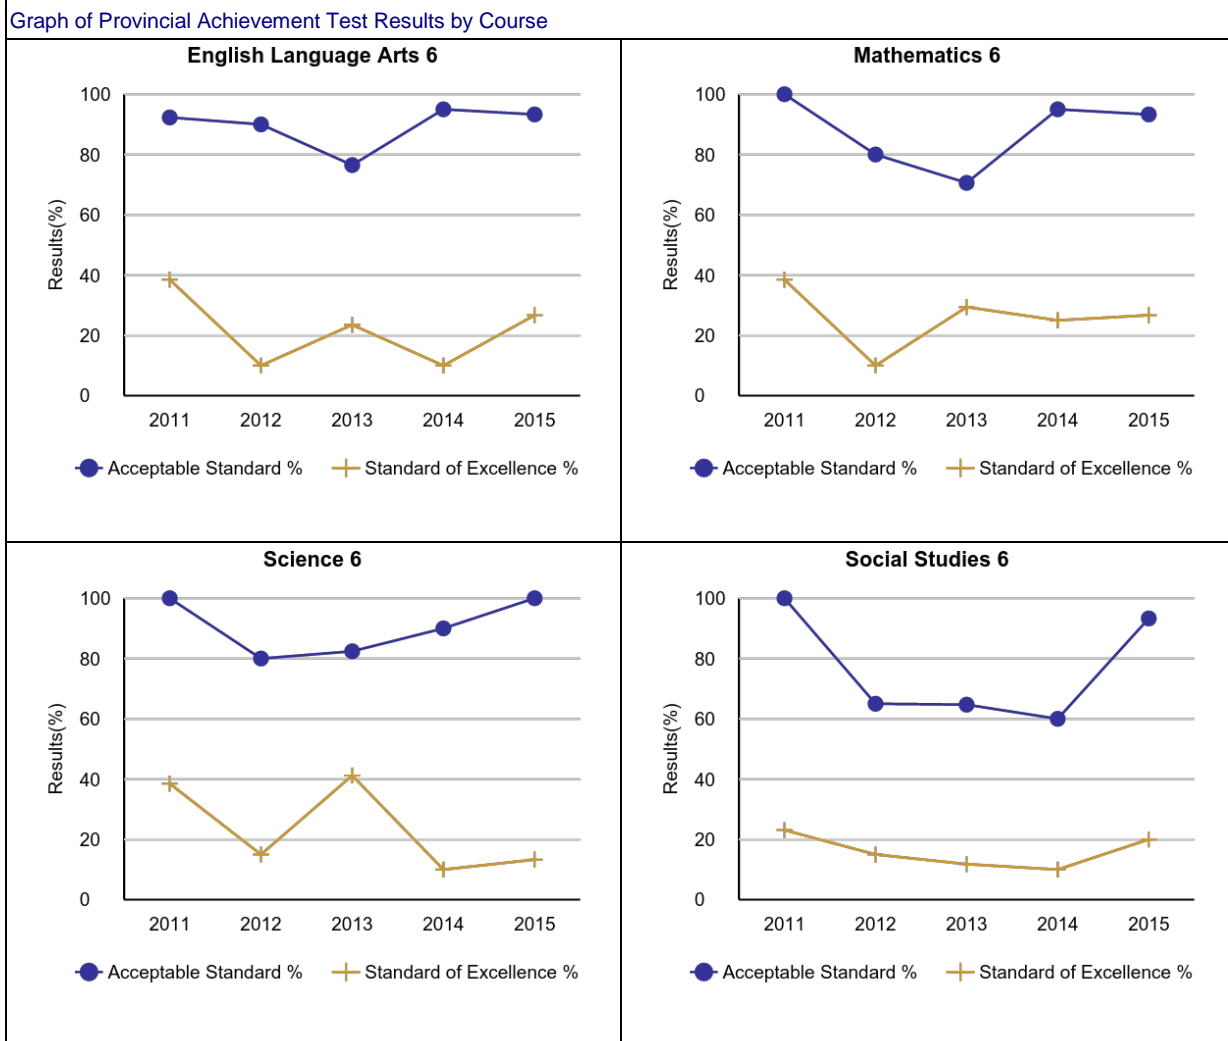 Graph of Provincial Achievement Test Results by Course
English Language Arts 6
100
80
60
40
20
0
Results(%)
2011 2012 2013 2014 2015
Acceptable Standard % Standard of Excellence %
Mathematics 6
100
80
60
40
20
0
Results(%)
2011 2012 2013 2014 2015
Acceptable Standard % Standard of Excellence %
Science 6
100
80
60
40
20
0
Results(%)
2011 2012 2013 2014 2015
Acceptable Standard % Standard of Excellence %
Social Studies 6
100
80
60
40
20
0
Results(%)
2011 2012 2013 2014 2015
Acceptable Standard % Standard of Excellence %